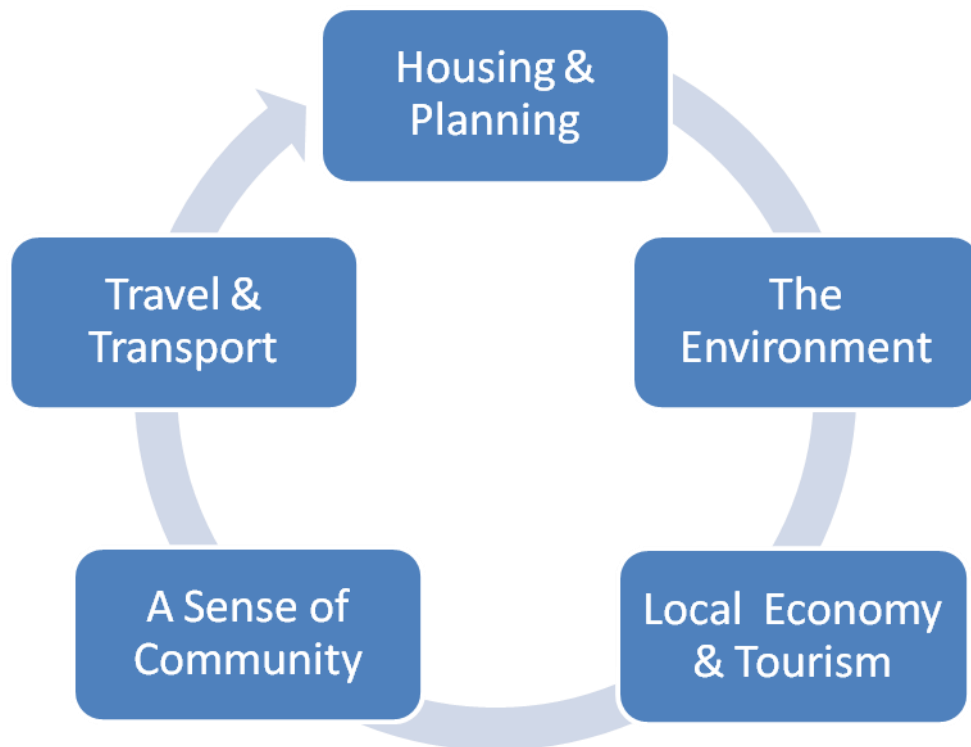 Housing &
Planning
The
Environment
Local Economy
& Tourism
A Sense of
Community
Travel &
Transport